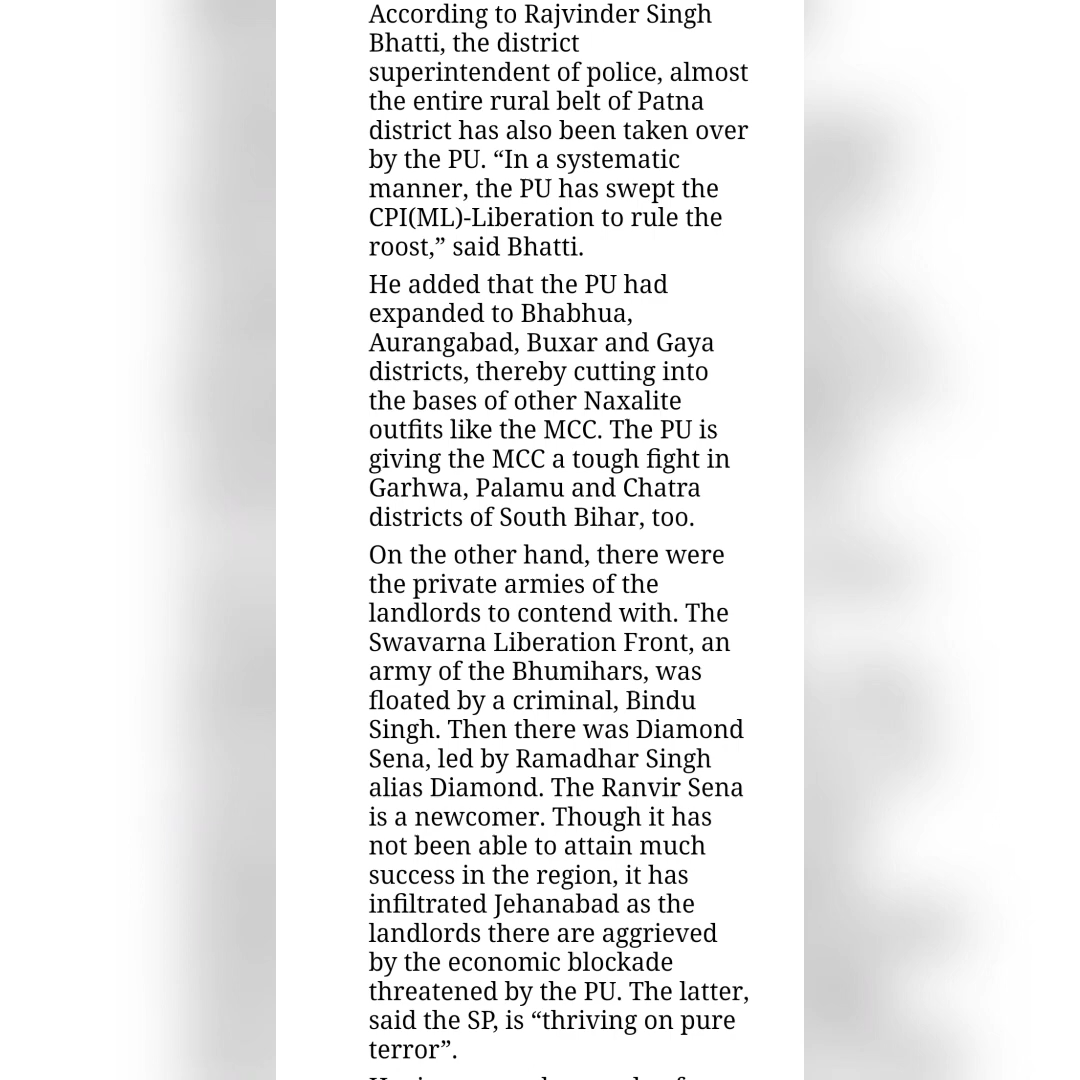 According to Rajvinder Singh
Bhatti, the district
superintendent of police, almost
the entire rural belt of Patna
district has also been taken over
by the PU. “In a systematic
manner, the PU has swept the
CPI(ML)-Liberation to rule the
roost,” said Bhatti.
He added that the PU had
expanded to Bhabhua,
Aurangabad, Buxar and Gaya
districts, thereby cutting into
the bases of other Naxalite
outfits like the MCC. The PU is
giving the MCC a tough fight in
Garhwa, Palamu and Chatra
districts of South Bihar, too.
On the other hand, there were
the private armies of the
landlords to contend with. The
Swavarna Liberation Front, an
army of the Bhumihars, was
floated by a criminal, Bindu
Singh. Then there was Diamond
Sena, led by Ramadhar Singh
alias Diamond. The Ranvir Sena
is a newcomer. Though it has
not been able to attain much
success in the region, it has
infiltrated Jehanabad as the
landlords there are aggrieved
by the economic blockade
threatened by the PU. The latter,
said the SP, is “thriving on pure
terror”.